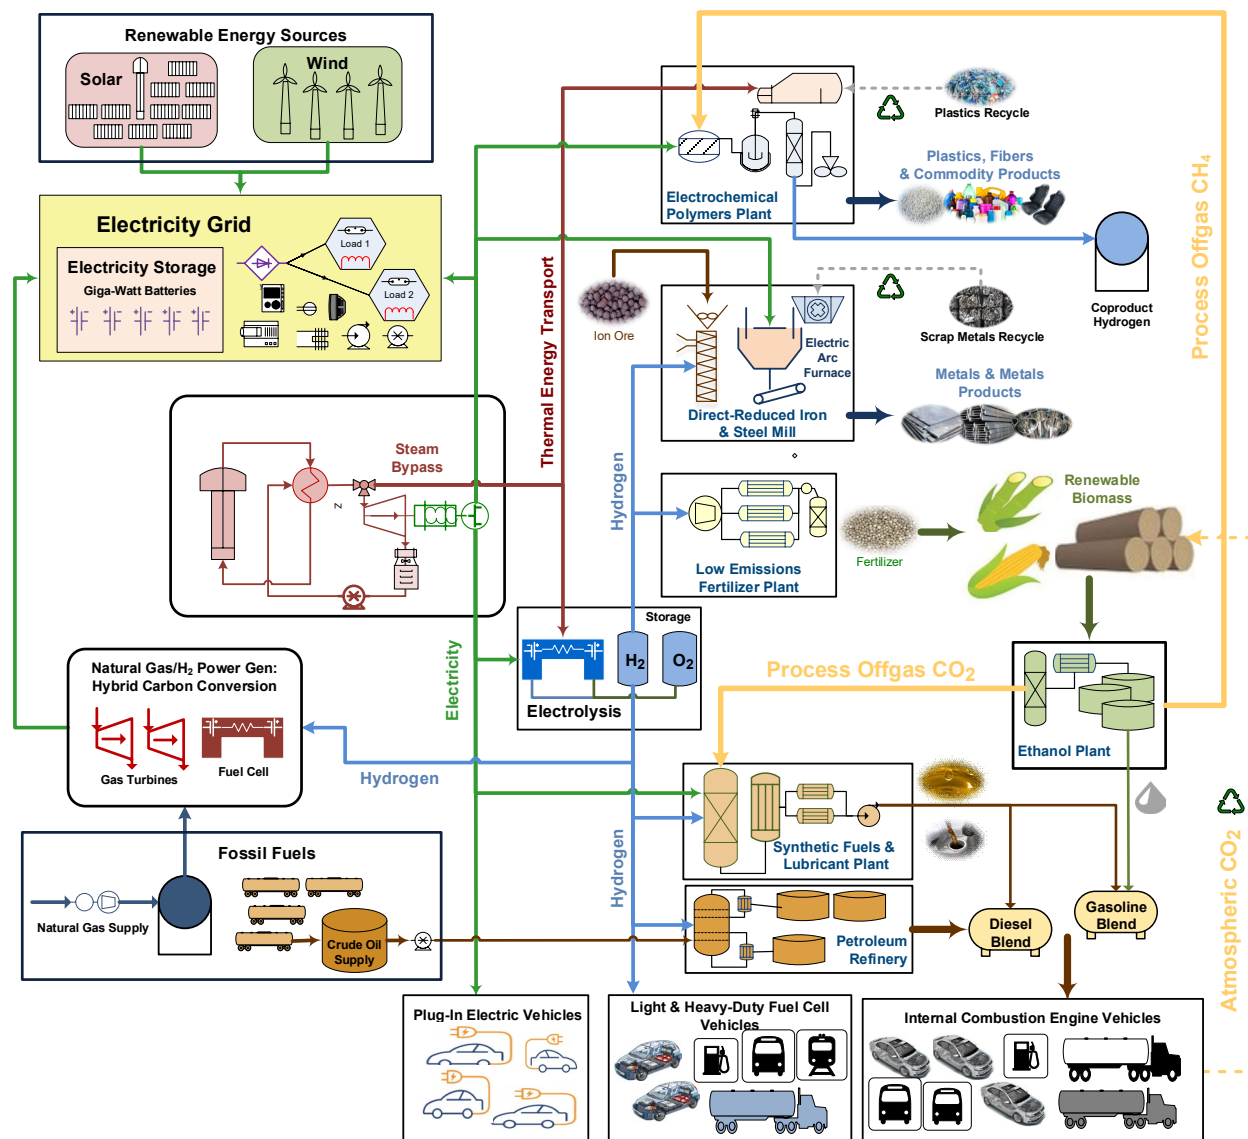 Renewable Energy Sources
Solar
Wind
Electricity Grid
Electricity Storage
Giga-Watt Batteries
Load 1
Load 2
Steam
Bypass
Z
Thermal Energy Transport
Electricity
Natural Gas/H2 Power Gen:
Hybrid Carbon Conversion
Gas Turbines
Fuel Cell
Hydrogen
Fossil Fuels
Natural Gas Supply
Crude Oil
Supply
Electrochemical
Polymers Plant
Plastics Recycle
Plastics, Fibers
& Commodity Products
Coproduct
Hydrogen
Process Offgas CH4
Ion Ore
Electric
Arc
Furnace
Direct-Reduced Iron
& Steel Mill
Scrap Metals Recycle
Metals & Metals
Products
Hydrogen
Low Emissions
Fertilizer Plant
Fertilizer
Renewable
Biomass
Storage
H2
O2
Electrolysis
Process Offgas CO2
Ethanol Plant
Synthetic Fuels &
Lubricant Plant
Hydrogen
Petroleum
Refinery
Diesel
Blend
Gasoline
Blend
Atmospheric CO2
Plug-In Electric Vehicles
Light & Heavy-Duty Fuel Cell
Vehicles
Internal Combustion Engine Vehicles